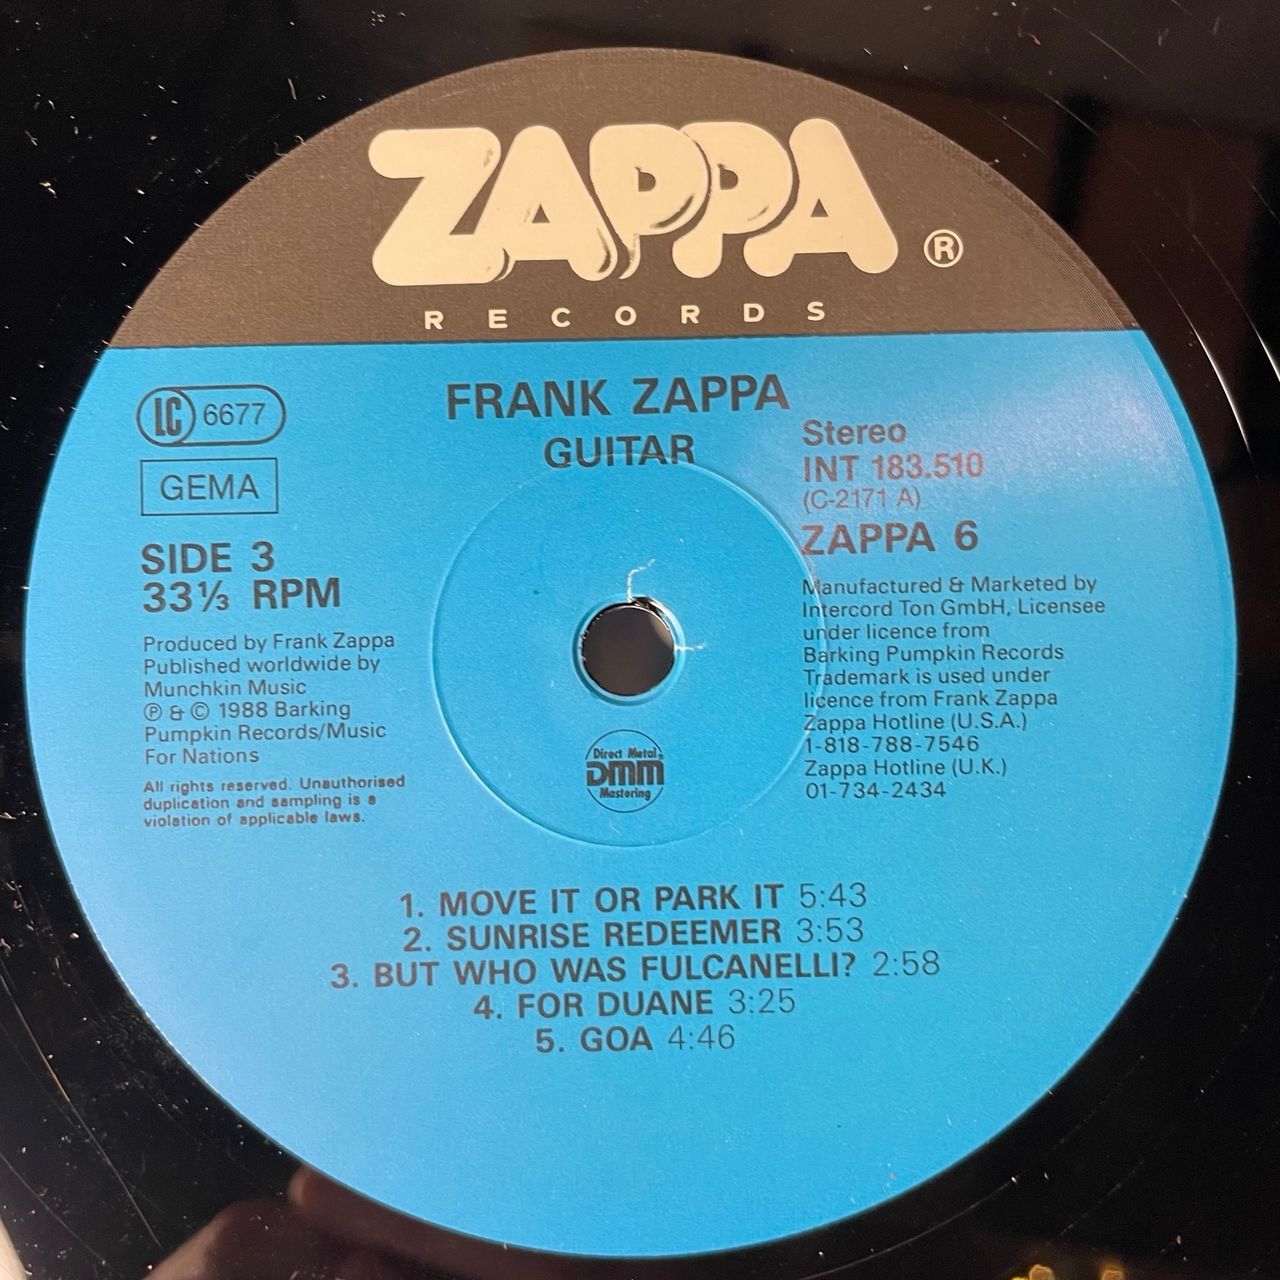 ZAPPA ®
RECORDS
FRANK ZAPPA
GUITAR
LC 6677
GEMA
SIDE 3
33⅓ RPM
Produced by Frank Zappa
Published worldwide by
Munchkin Music
℗ & © 1988 Barking
Pumpkin Records/Music
For Nations
All rights reserved. Unauthorised
duplication and sampling is a
violation of applicable laws.
Stereo
INT 183.510
(C-2171 A)
ZAPPA 6
Manufactured & Marketed by
Intercord Ton GmbH, Licensee
under licence from
Barking Pumpkin Records
Trademark is used under
licence from Frank Zappa
Zappa Hotline (U.S.A.)
1-818-788-7546
Zappa Hotline (U.K.)
01-734-2434
Direct Metal
DMM
Mastering
1. MOVE IT OR PARK IT 5:43
2. SUNRISE REDEEMER 3:53
3. BUT WHO WAS FULCANELLI? 2:58
4. FOR DUANE 3:25
5. GOA 4:46